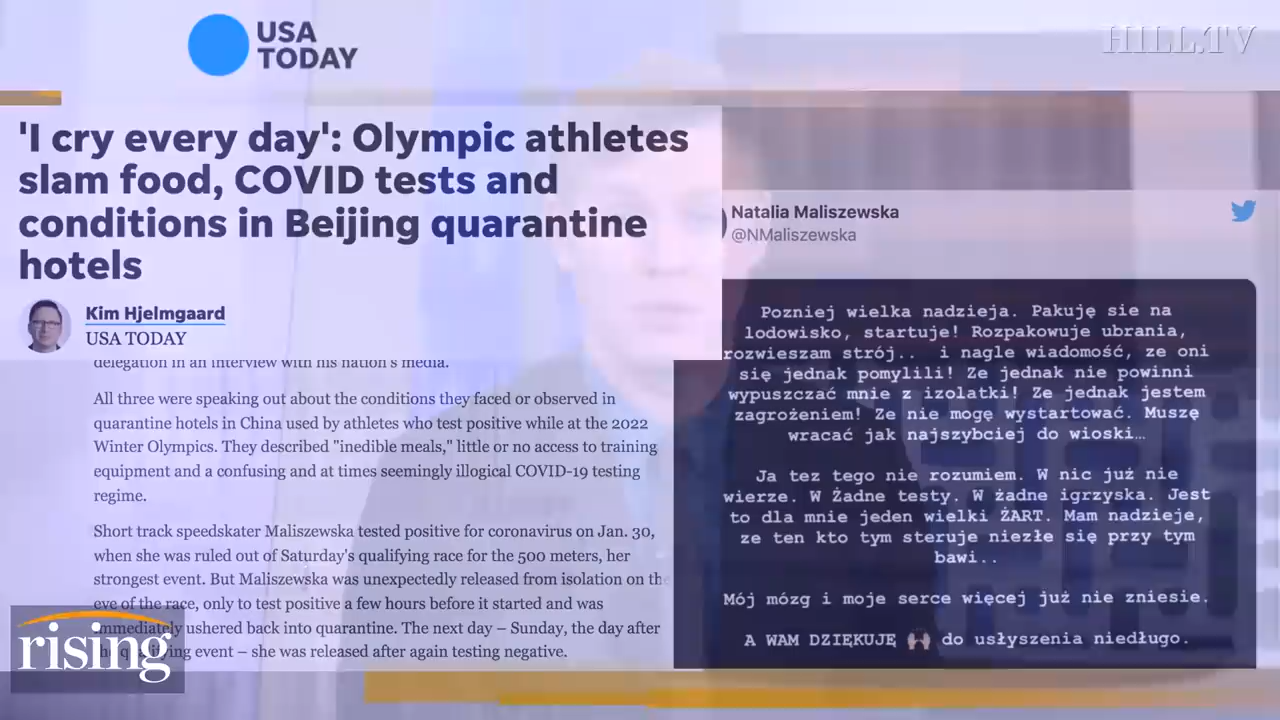 USA
TODAY
HILL.TV
'I cry every day': Olympic athletes
slam food, COVID tests and
conditions in Beijing quarantine
hotels
Kim Hjelmgaard
USA TODAY
delegation in an interview with his nation's media.
All three were speaking out about the conditions they faced or observed in
quarantine hotels in China used by athletes who test positive while at the 2022
Winter Olympics. They described "inedible meals," little or no access to training
equipment and a confusing and at times seemingly illogical COVID-19 testing
regime.
Short track speedskater Maliszewska tested positive for coronavirus on Jan. 30,
when she was ruled out of Saturday's qualifying race for the 500 meters, her
strongest event. But Maliszewska was unexpectedly released from isolation on the
eve of the race, only to test positive a few hours before it started and was
immediately ushered back into quarantine. The next day – Sunday, the day after
the qualifying event – she was released after again testing negative.
rising
Natalia Maliszewska
@NMaliszewska
Pozniej wielka nadzieja. Pakuję sie na
lodowisko, startuje! Rozpakowuje ubrania,
rozwieszam strój.. i nagle wiadomość, ze oni
się jednak pomylili! Ze jednak nie powinni
wypuszczać mnie z izolatki! Ze jednak jestem
zagrożeniem! Ze nie mogę wystartować. Muszę
wracać jak najszybciej do wioski…
Ja tez tego nie rozumiem. W nic już nie
wierze. W Żadne testy. W żadne igrzyska. Jest
to dla mnie jeden wielki ŻART. Mam nadzieje,
ze ten kto tym steruje niezłe się przy tym
bawi..
Mój mózg i moje serce więcej już nie zniesie.
A WAM DZIĘKUJĘ 🙌🏻 do usłyszenia niedługo.